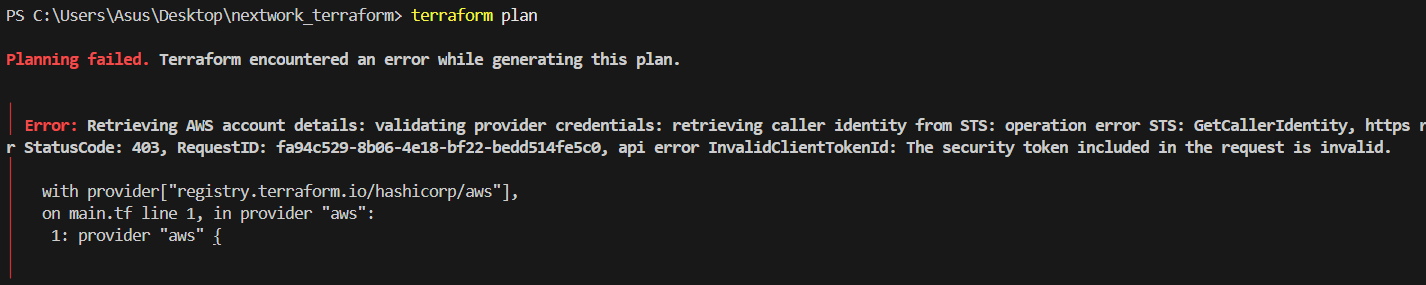 PS C:\Users\Asus\Desktop\nextwork_terraform> terraform plan
Planning failed. Terraform encountered an error while generating this plan.
Error: Retrieving AWS account details: validating provider credentials: retrieving caller identity from STS: operation error STS: GetCallerIdentity, https
r StatusCode: 403, RequestID: fa94c529-8b06-4e18-bf22-bedd514fe5c0, api error InvalidClientTokenId: The security token included in the request is invalid.
with provider["registry.terraform.io/hashicorp/aws"],
on main.tf line 1, in provider "aws":
1: provider "aws" {